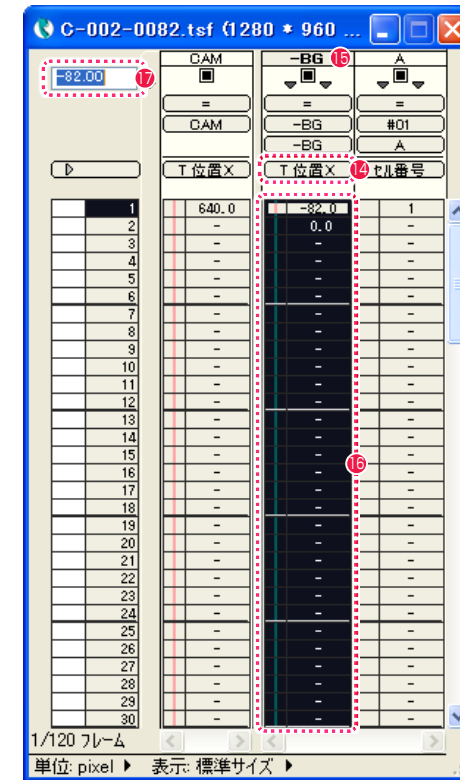 C-002-0082.tsf (1280 * 960 ...
CAM -BG 15 A
-82.00 17
= = =
CAM -BG #01
-BG A
T 位置X T 位置X 14 セル番号
1 640.0 -82.0 1
2 - 0.0 -
3 - - -
4 - - -
5 - - -
6 - - -
7 - - -
8 - - -
9 - - -
10 - - -
11 - - -
12 - - -
13 - - -
14 - - -
15 - - -
16 - - - 16
17 - - -
18 - - -
19 - - -
20 - - -
21 - - -
22 - - -
23 - - -
24 - - -
25 - - -
26 - - -
27 - - -
28 - - -
29 - - -
30 - - -
1/120 フレーム
単位: pixel 表示: 標準サイズ